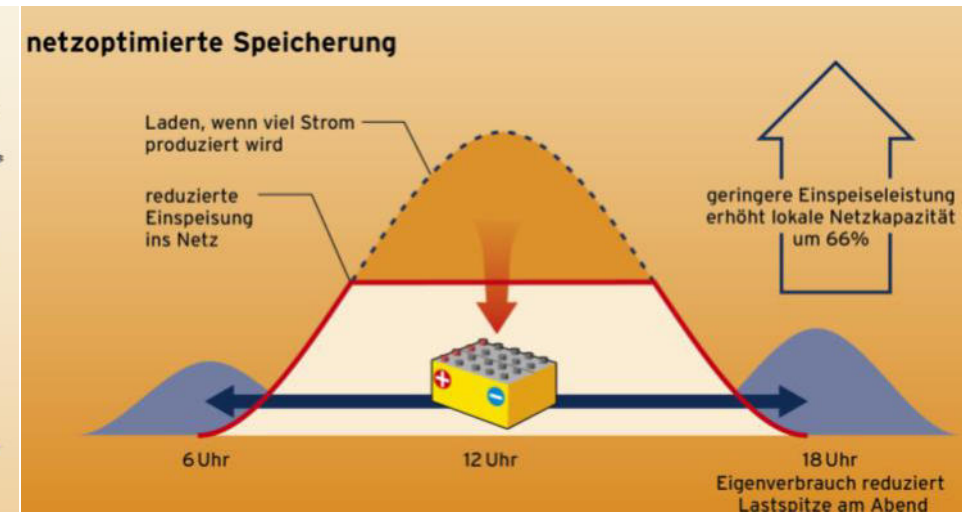 netzoptimierte Speicherung
Laden, wenn viel Strom
produziert wird
reduzierte
Einspeisung
ins Netz
geringere Einspeiseleistung
erhöht lokale Netzkapazität
um 66%
6 Uhr
12 Uhr
18 Uhr
Eigenverbrauch reduziert
Lastspitze am Abend